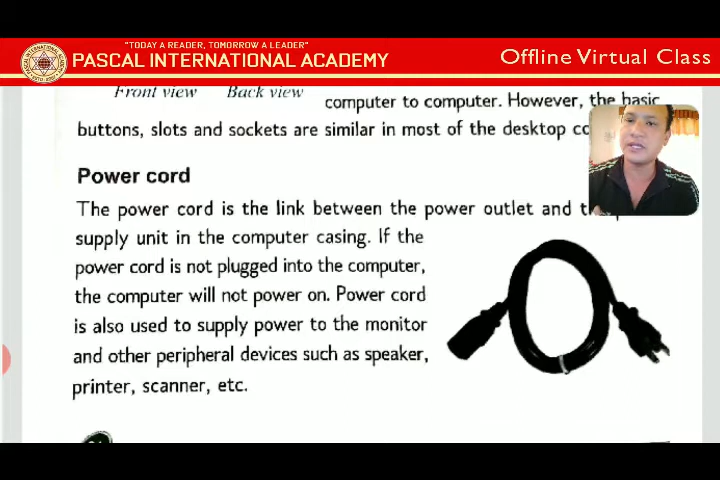 "TODAY A READER, TOMORROW A LEADER"
PASCAL INTERNATIONAL ACADEMY
Offline Virtual Class
Front view Back view
computer to computer. However, the basic
buttons, slots and sockets are similar in most of the desktop
Power cord
The power cord is the link between the power outlet and
supply unit in the computer casing. If the
power cord is not plugged into the computer,
the computer will not power on. Power cord
is also used to supply power to the monitor
and other peripheral devices such as speaker,
printer, scanner, etc.